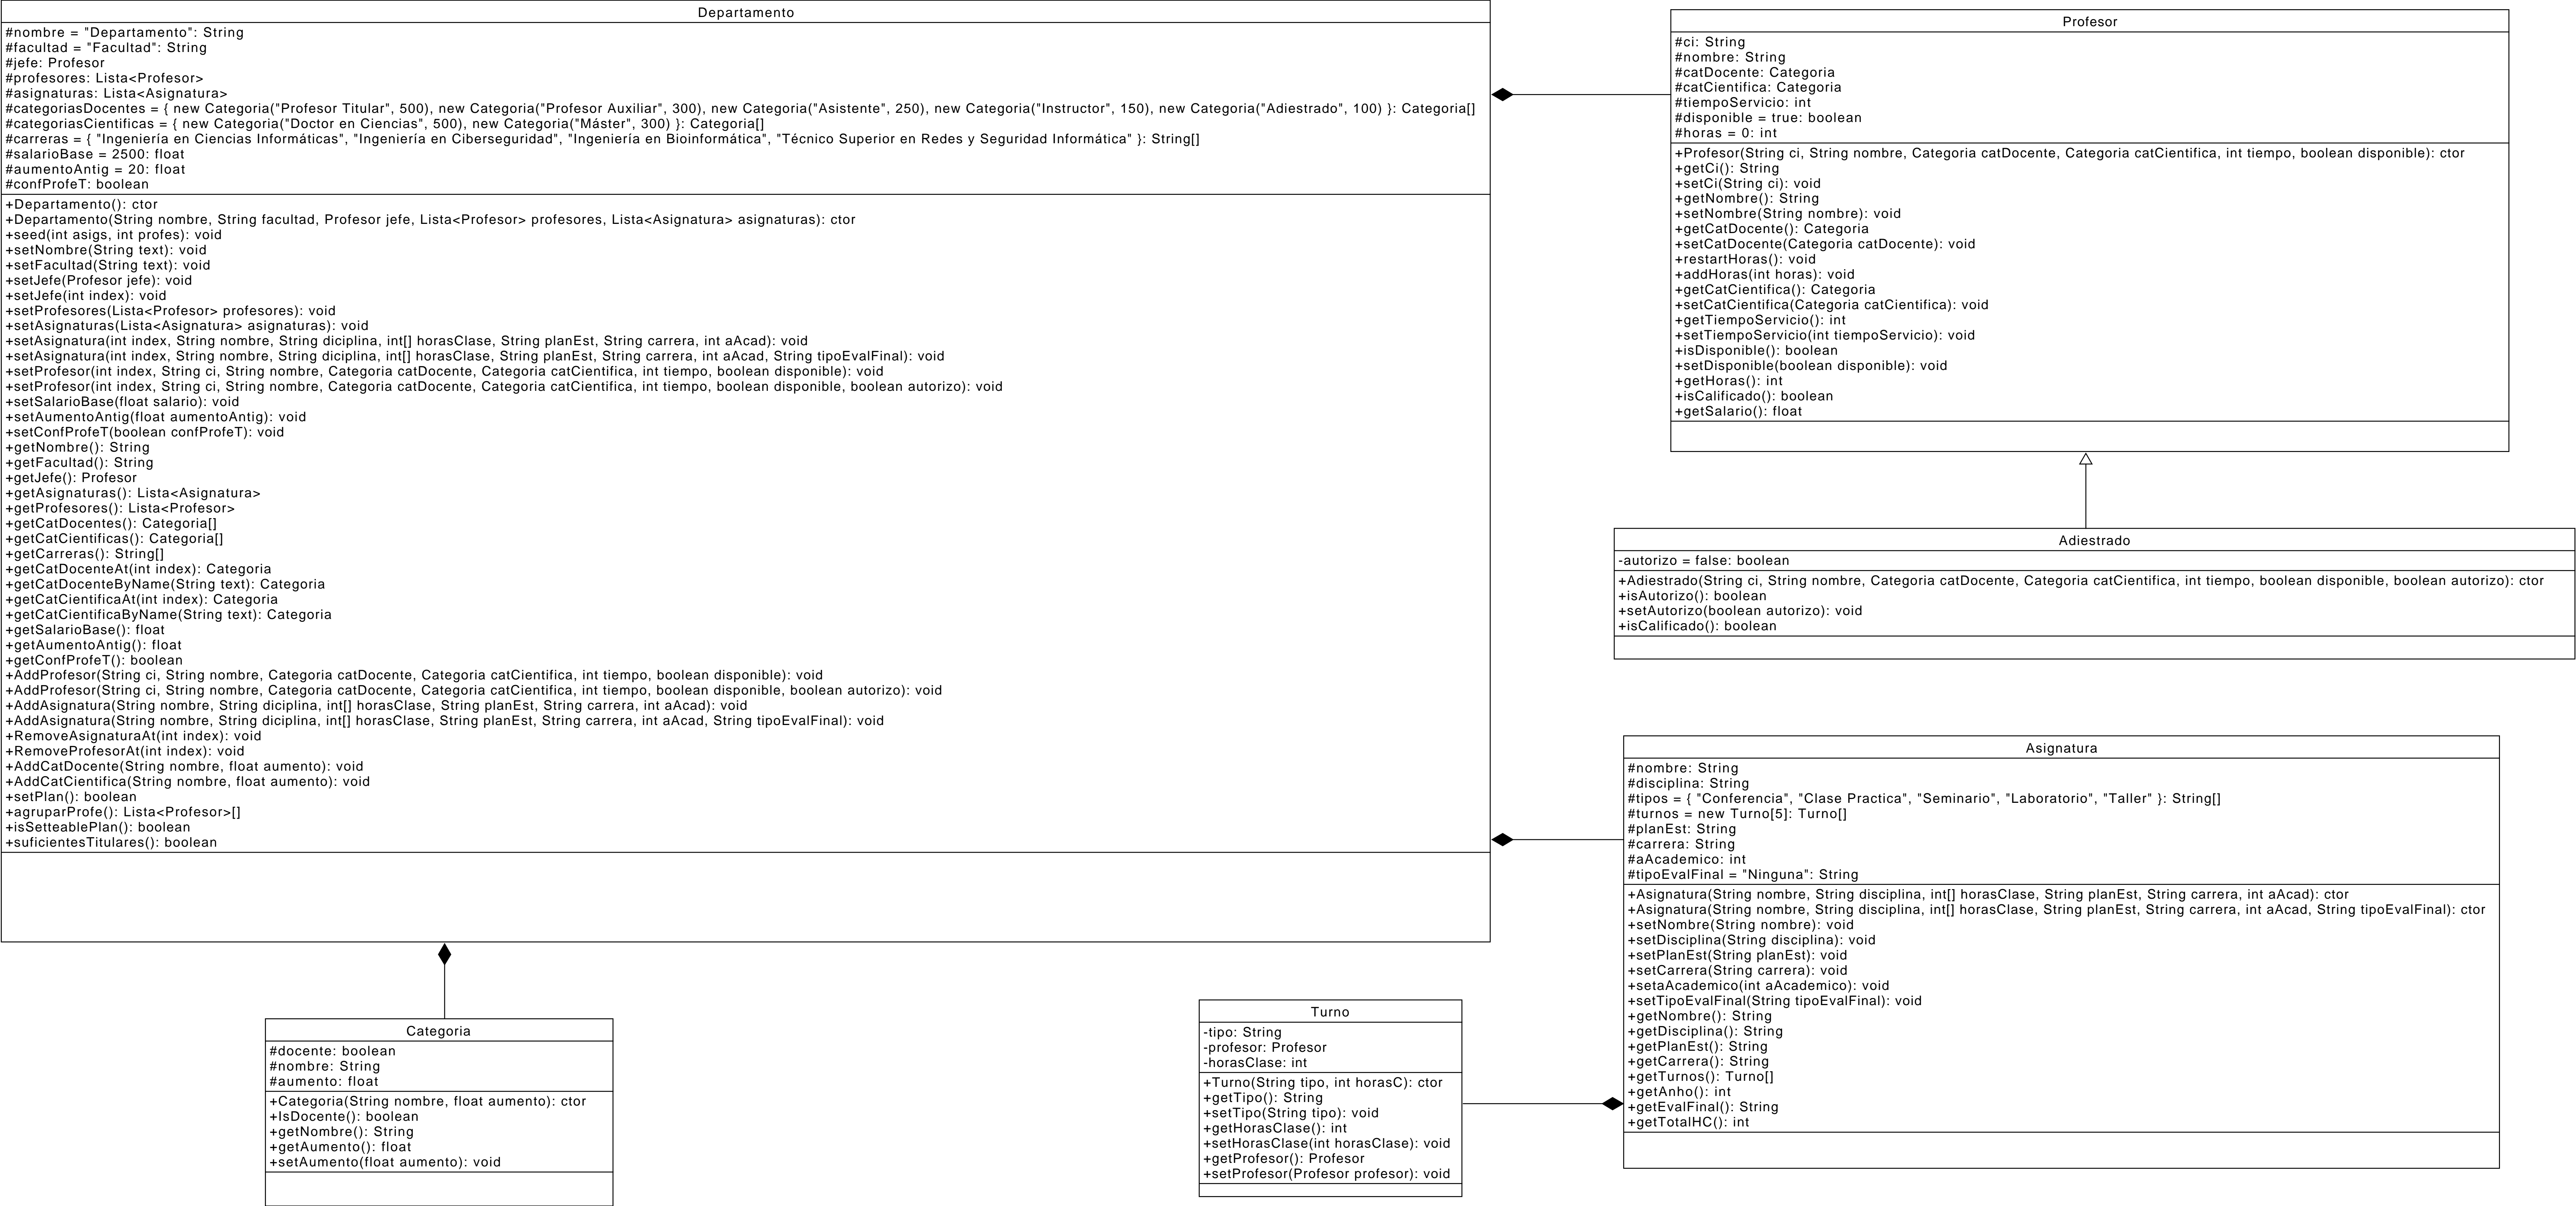 Departamento
#nombre = "Departamento": String
#facultad = "Facultad": String
#jefe: Profesor
#profesores: Lista<Profesor>
#asignaturas: Lista<Asignatura>
#categoriasDocentes = { new Categoria("Profesor Titular", 500), new Categoria("Profesor Auxiliar", 300), new Categoria("Asistente", 250), new Categoria("Instructor", 150), new Categoria("Adiestrado", 100) }: Categoria[]
#categoriasCientificas = { new Categoria("Doctor en Ciencias", 500), new Categoria("Máster", 300) }: Categoria[]
#carreras = { "Ingeniería en Ciencias Informáticas", "Ingeniería en Ciberseguridad", "Ingeniería en Bioinformática", "Técnico Superior en Redes y Seguridad Informática" }: String[]
#salarioBase = 2500: float
#aumentoAntig = 20: float
#confProfeT: boolean
+Departamento(): ctor
+Departamento(String nombre, String facultad, Profesor jefe, Lista<Profesor> profesores, Lista<Asignatura> asignaturas): ctor
+seed(int asigs, int profes): void
+setNombre(String text): void
+setFacultad(String text): void
+setJefe(Profesor jefe): void
+setJefe(int index): void
+setProfesores(Lista<Profesor> profesores): void
+setAsignaturas(Lista<Asignatura> asignaturas): void
+setAsignatura(int index, String nombre, String diciplina, int[] horasClase, String planEst, String carrera, int aAcad): void
+setAsignatura(int index, String nombre, String diciplina, int[] horasClase, String planEst, String carrera, int aAcad, String tipoEvalFinal): void
+setProfesor(int index, String ci, String nombre, Categoria catDocente, Categoria catCientifica, int tiempo, boolean disponible): void
+setProfesor(int index, String ci, String nombre, Categoria catDocente, Categoria catCientifica, int tiempo, boolean disponible, boolean autorizo): void
+setSalarioBase(float salario): void
+setAumentoAntig(float aumentoAntig): void
+setConfProfeT(boolean confProfeT): void
+getNombre(): String
+getFacultad(): String
+getJefe(): Profesor
+getAsignaturas(): Lista<Asignatura>
+getProfesores(): Lista<Profesor>
+getCatDocentes(): Categoria[]
+getCatCientificas(): Categoria[]
+getCarreras(): String[]
+getCatDocenteAt(int index): Categoria
+getCatDocenteByName(String text): Categoria
+getCatCientificaAt(int index): Categoria
+getCatCientificaByName(String text): Categoria
+getSalarioBase(): float
+getAumentoAntig(): float
+getConfProfeT(): boolean
+AddProfesor(String ci, String nombre, Categoria catDocente, Categoria catCientifica, int tiempo, boolean disponible): void
+AddProfesor(String ci, String nombre, Categoria catDocente, Categoria catCientifica, int tiempo, boolean disponible, boolean autorizo): void
+AddAsignatura(String nombre, String diciplina, int[] horasClase, String planEst, String carrera, int aAcad): void
+AddAsignatura(String nombre, String diciplina, int[] horasClase, String planEst, String carrera, int aAcad, String tipoEvalFinal): void
+RemoveAsignaturaAt(int index): void
+RemoveProfesorAt(int index): void
+AddCatDocente(String nombre, float aumento): void
+AddCatCientifica(String nombre, float aumento): void
+setPlan(): boolean
+agruparProfe(): Lista<Profesor>[]
+isSetteablePlan(): boolean
+suficientesTitulares(): boolean
Profesor
#ci: String
#nombre: String
#catDocente: Categoria
#catCientifica: Categoria
#tiempoServicio: int
#disponible = true: boolean
#horas = 0: int
+Profesor(String ci, String nombre, Categoria catDocente, Categoria catCientifica, int tiempo, boolean disponible): ctor
+getCi(): String
+setCi(String ci): void
+getNombre(): String
+setNombre(String nombre): void
+getCatDocente(): Categoria
+setCatDocente(Categoria catDocente): void
+restartHoras(): void
+addHoras(int horas): void
+getCatCientifica(): Categoria
+setCatCientifica(Categoria catCientifica): void
+getTiempoServicio(): int
+setTiempoServicio(int tiempoServicio): void
+isDisponible(): boolean
+setDisponible(boolean disponible): void
+getHoras(): int
+isCalificado(): boolean
+getSalario(): float
Adiestrado
-autorizo = false: boolean
+Adiestrado(String ci, String nombre, Categoria catDocente, Categoria catCientifica, int tiempo, boolean disponible, boolean autorizo): ctor
+isAutorizo(): boolean
+setAutorizo(boolean autorizo): void
+isCalificado(): boolean
Asignatura
#nombre: String
#disciplina: String
#tipos = { "Conferencia", "Clase Practica", "Seminario", "Laboratorio", "Taller" }: String[]
#turnos = new Turno[5]: Turno[]
#planEst: String
#carrera: String
#aAcademico: int
#tipoEvalFinal = "Ninguna": String
+Asignatura(String nombre, String disciplina, int[] horasClase, String planEst, String carrera, int aAcad): ctor
+Asignatura(String nombre, String disciplina, int[] horasClase, String planEst, String carrera, int aAcad, String tipoEvalFinal): ctor
+setNombre(String nombre): void
+setDisciplina(String disciplina): void
+setPlanEst(String planEst): void
+setCarrera(String carrera): void
+setaAcademico(int aAcademico): void
+setTipoEvalFinal(String tipoEvalFinal): void
+getNombre(): String
+getDisciplina(): String
+getPlanEst(): String
+getCarrera(): String
+getTurnos(): Turno[]
+getAnho(): int
+getEvalFinal(): String
+getTotalHC(): int
Categoria
#docente: boolean
#nombre: String
#aumento: float
+Categoria(String nombre, float aumento): ctor
+IsDocente(): boolean
+getNombre(): String
+getAumento(): float
+setAumento(float aumento): void
Turno
-tipo: String
-profesor: Profesor
-horasClase: int
+Turno(String tipo, int horasC): ctor
+getTipo(): String
+setTipo(String tipo): void
+getHorasClase(): int
+setHorasClase(int horasClase): void
+getProfesor(): Profesor
+setProfesor(Profesor profesor): void